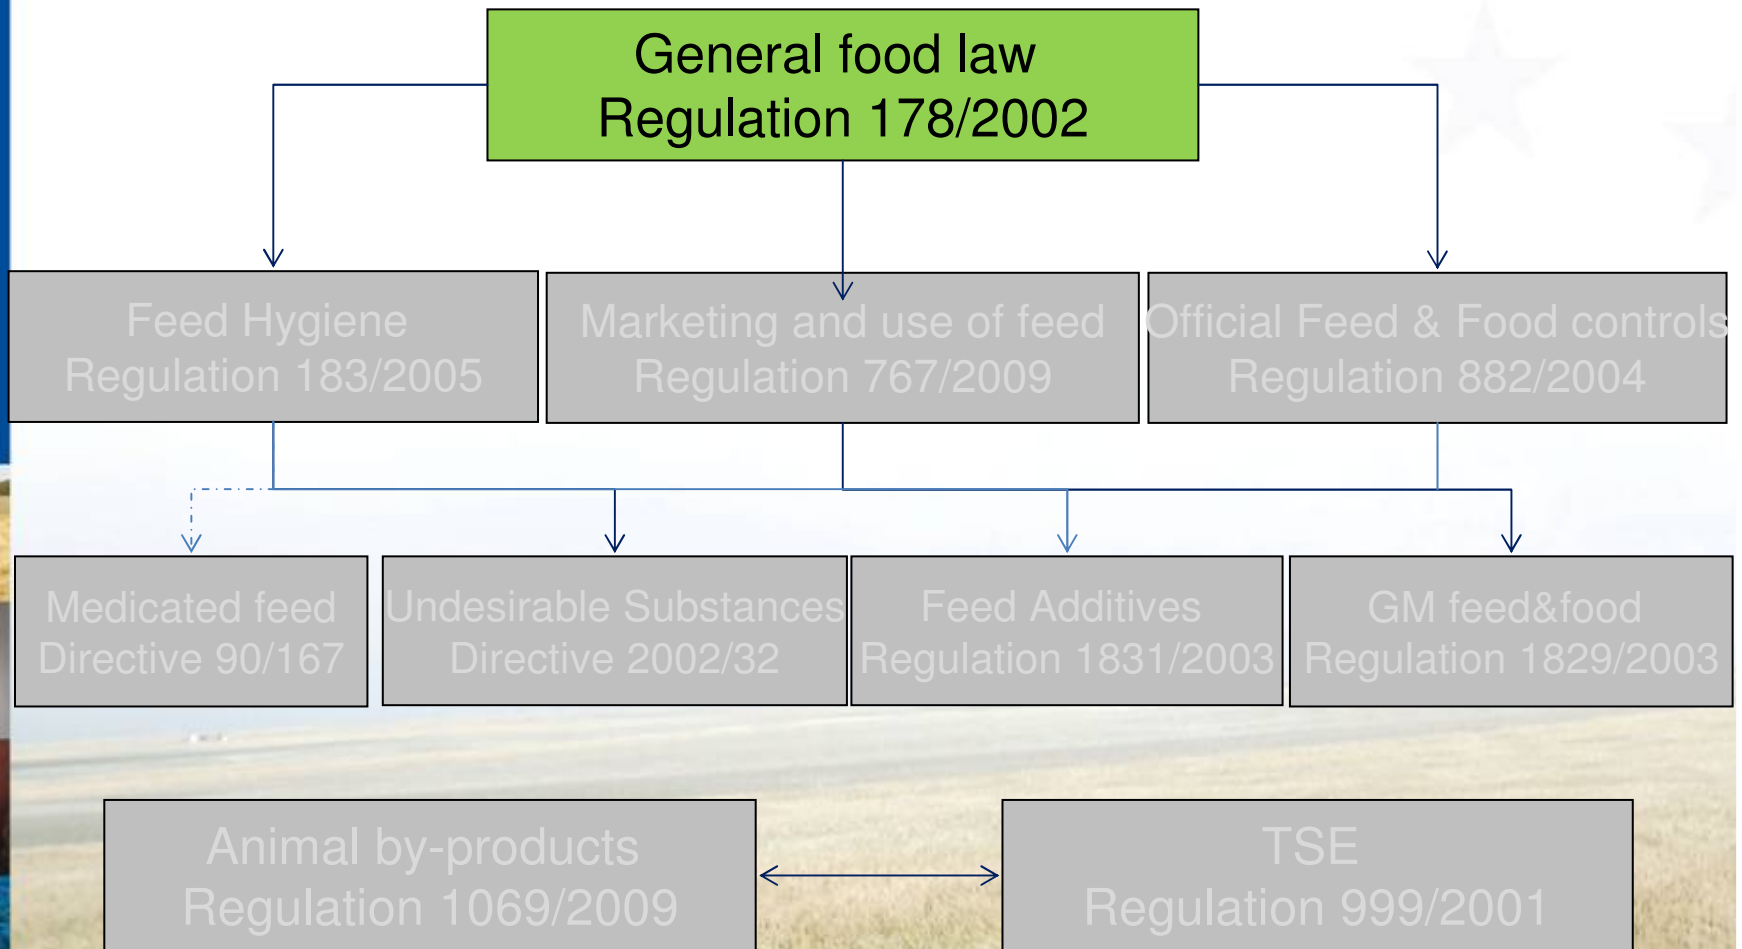 General food law
Regulation 178/2002
Feed Hygiene
Regulation 183/2005
Marketing and use of feed
Regulation 767/2009
Official Feed & Food controls
Regulation 882/2004
Medicated feed
Directive 90/167
Undesirable Substances
Directive 2002/32
Feed Additives
Regulation 1831/2003
GM feed&food
Regulation 1829/2003
Animal by-products
Regulation 1069/2009
TSE
Regulation 999/2001